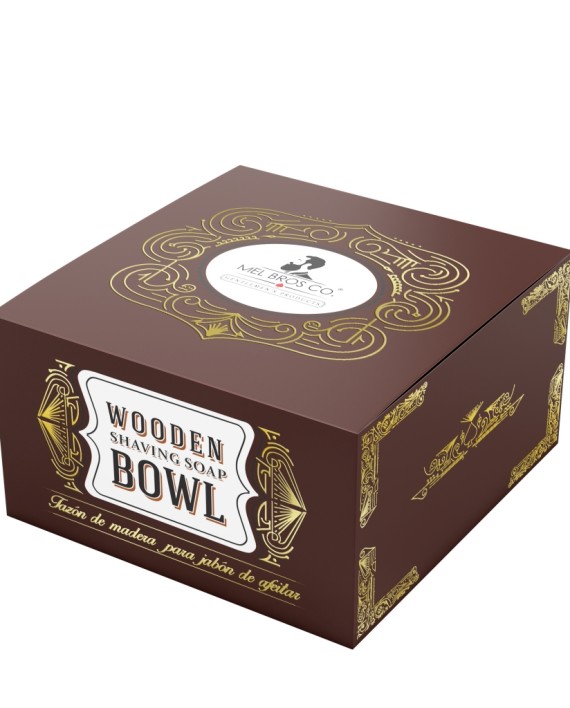 MEL BROS CO.®
GENTLEMEN'S PRODUCTS
WOODEN
SHAVING SOAP
BOWL
Tazón de madera para jabón de afeitar